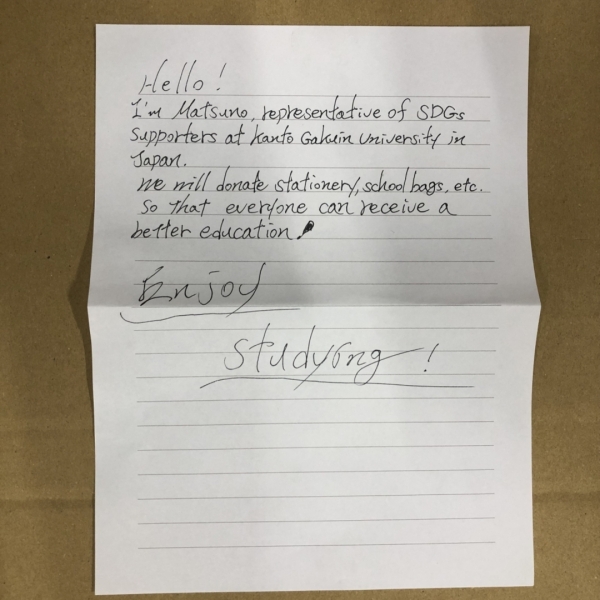 Hello!
I'm Matsuno, representative of SDGs
supporters at Kanto Gakuin University in
Japan.
We will donate stationery, school bags, etc.
so that everyone can receive a
better education
Enjoy
studying!